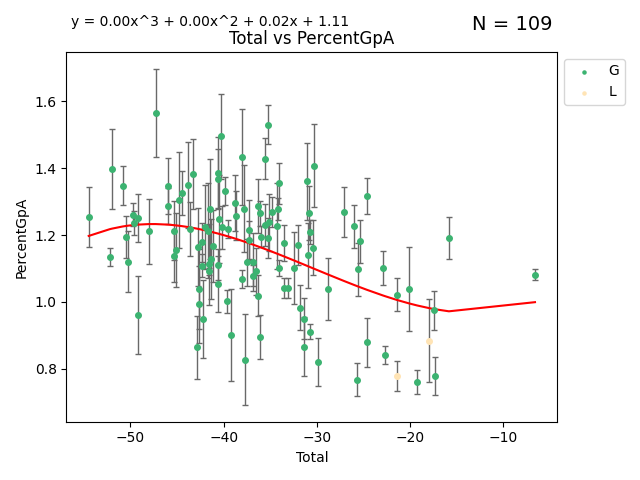 y = 0.00x^3 + 0.00x^2 + 0.02x + 1.11
N = 109
Total vs PercentGpA
PercentGpA
1.6
1.4
1.2
1.0
0.8
−50
−40
−30
−20
−10
Total
G
L